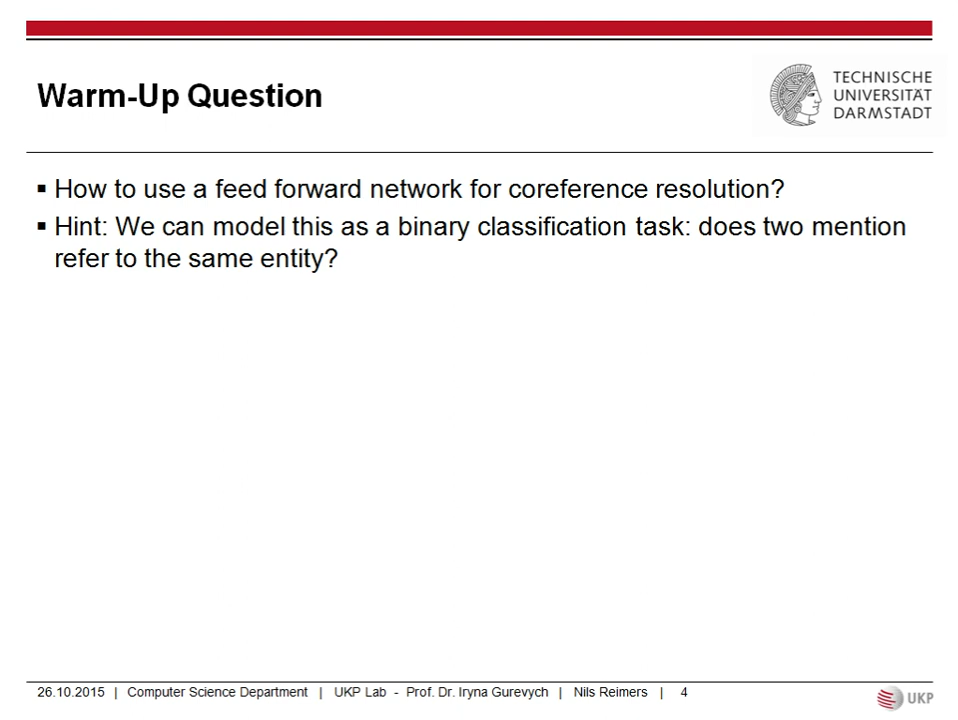 Warm-Up Question
TECHNISCHE
UNIVERSITÄT
DARMSTADT
▪ How to use a feed forward network for coreference resolution?
▪ Hint: We can model this as a binary classification task: does two mention
refer to the same entity?
26.10.2015 | Computer Science Department | UKP Lab - Prof. Dr. Iryna Gurevych | Nils Reimers | 4
UKP